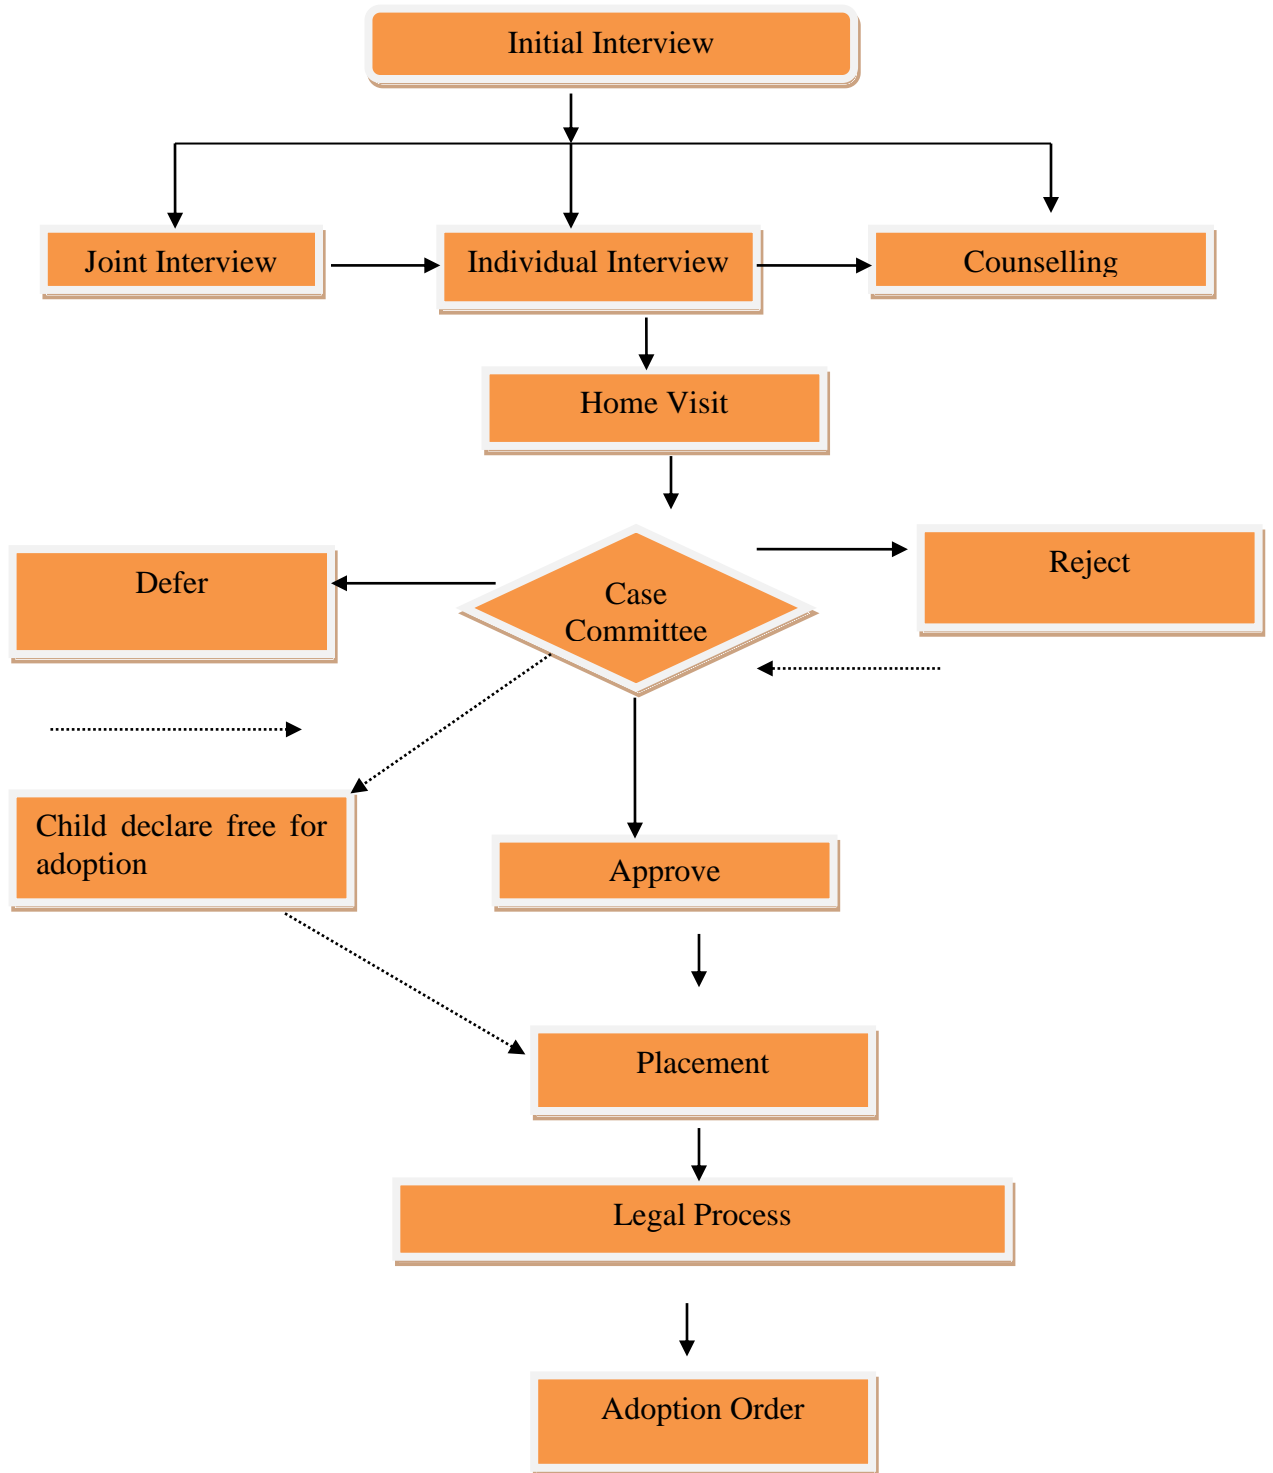 Initial Interview
Joint Interview
Individual Interview
Counselling
Home Visit
Defer
Case
Committee
Reject
Child declare free for
adoption
Approve
Placement
Legal Process
Adoption Order